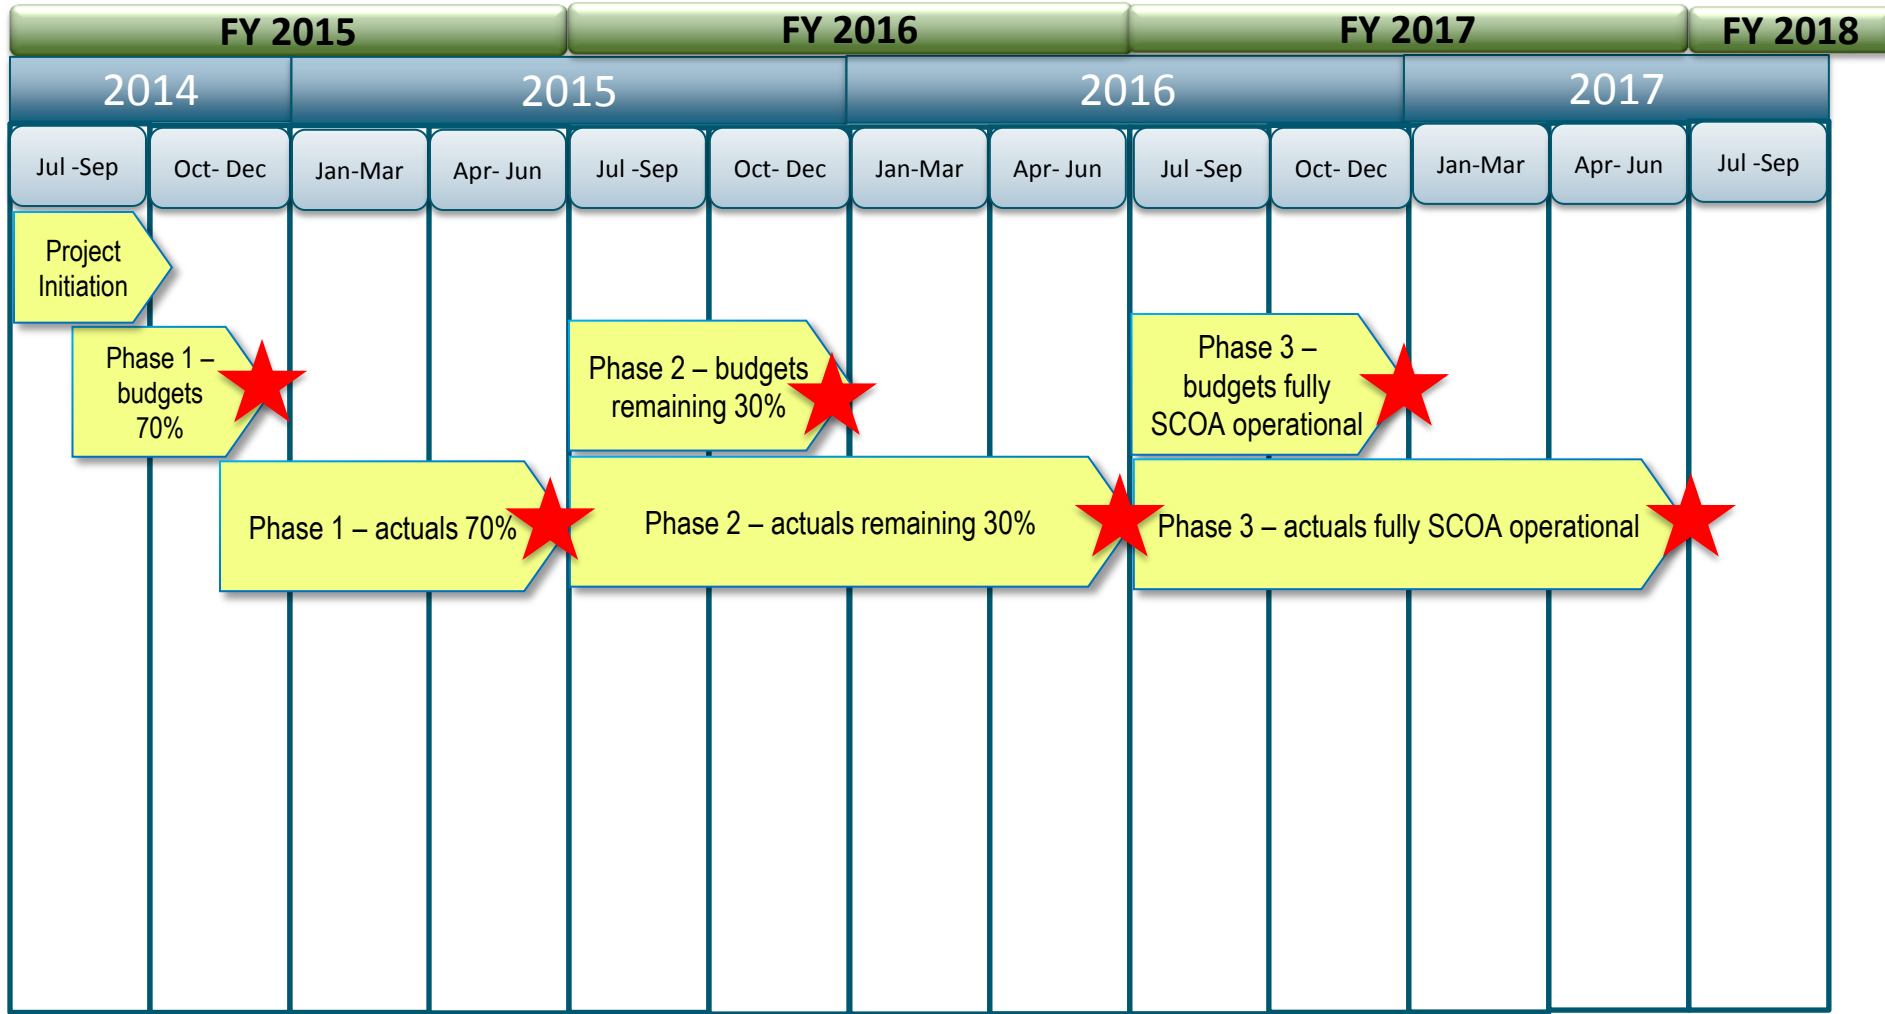 FY 2015
FY 2016
FY 2017
FY 2018
2014
2015
2016
2017
Jul -Sep
Oct- Dec
Jan-Mar
Apr- Jun
Jul -Sep
Oct- Dec
Jan-Mar
Apr- Jun
Jul -Sep
Oct- Dec
Jan-Mar
Apr- Jun
Jul -Sep
Project
Initiation
Phase 1 –
budgets
70%
Phase 2 – budgets
remaining 30%
Phase 3 –
budgets fully
SCOA operational
Phase 1 – actuals 70%
Phase 2 – actuals remaining 30%
Phase 3 – actuals fully SCOA operational